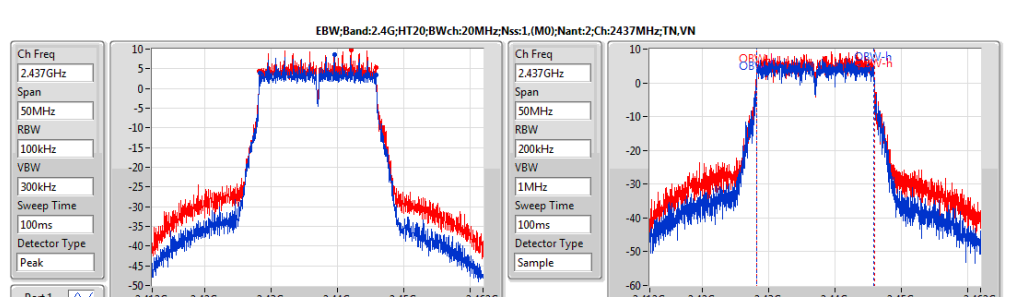 EBW;Band:2.4G;HT20;BWch:20MHz;Nss:1,(M0);Nant:2;Ch:2437MHz;TN,VN
Ch Freq
2.437GHz
Span
50MHz
RBW
100kHz
VBW
300kHz
Sweep Time
100ms
Detector Type
Peak
10
5
0
-5
-10
-15
-20
-25
-30
-35
-40
-45
-50
Ch Freq
2.437GHz
Span
50MHz
RBW
200kHz
VBW
1MHz
Sweep Time
100ms
Detector Type
Sample
10
0
-10
-20
-30
-40
-50
-60
OBW-h